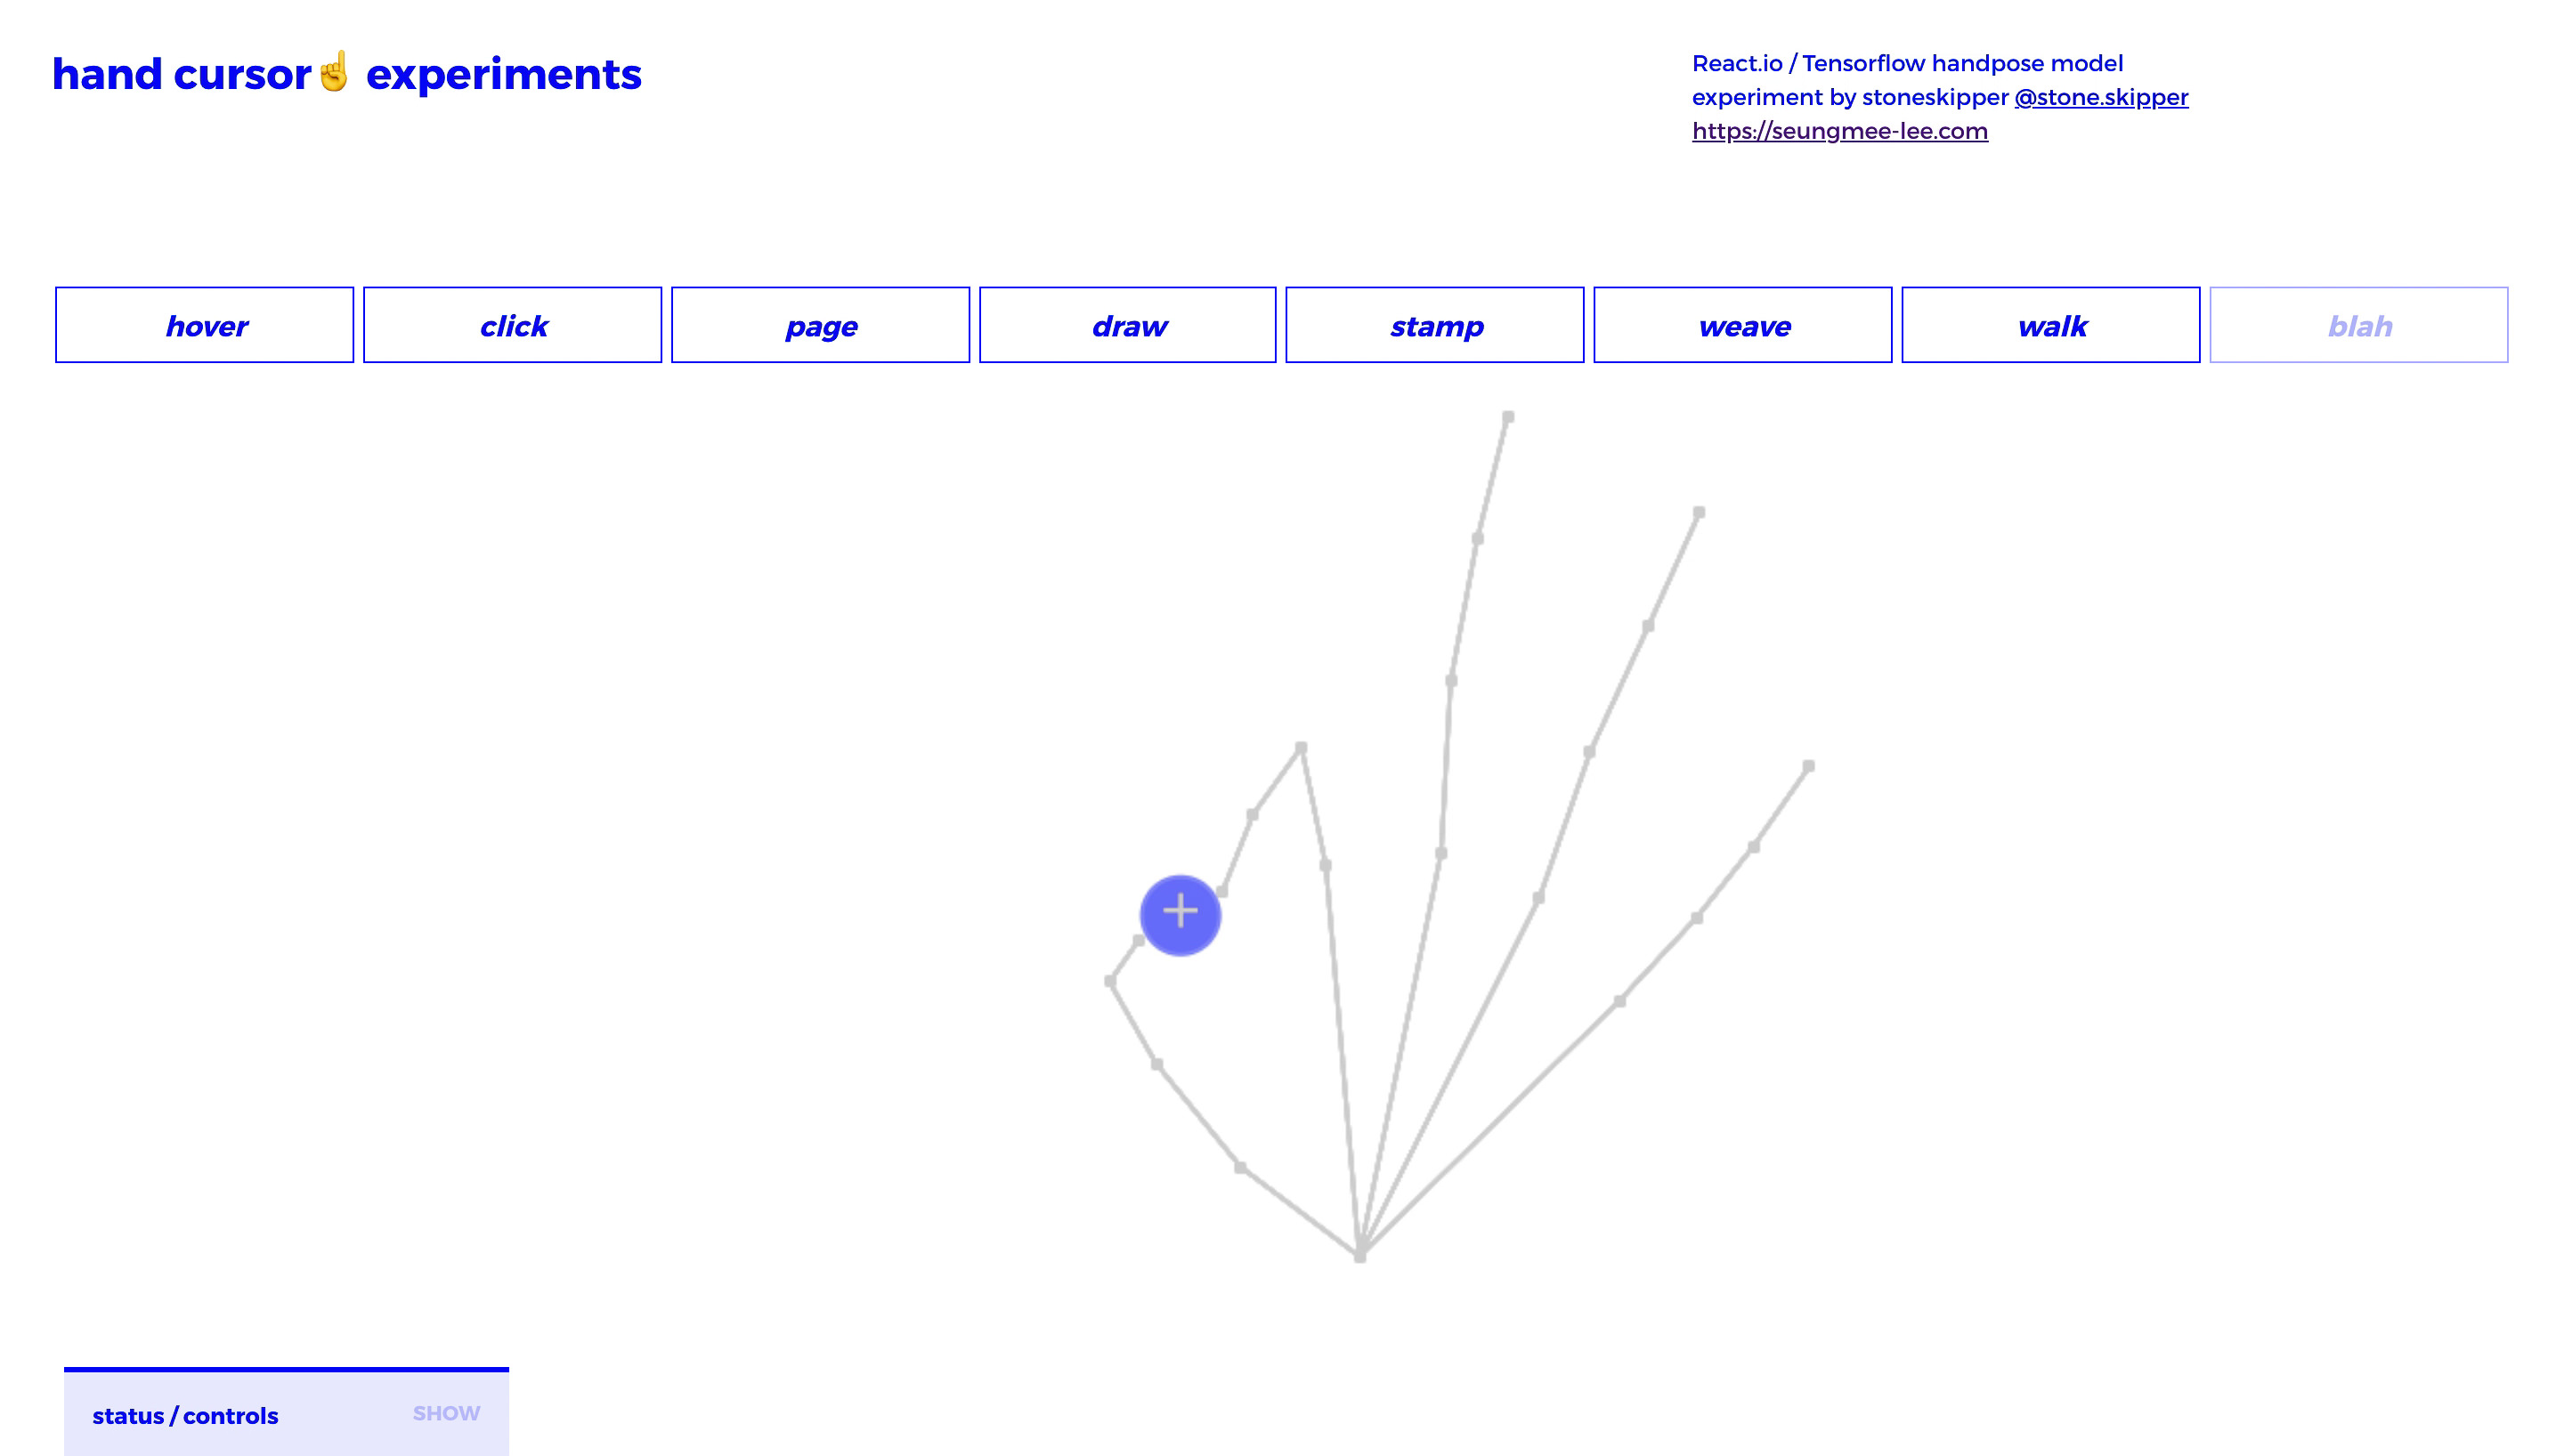 hand cursor☝ experiments
React.io / Tensorflow handpose model
experiment by stoneskipper @stone.skipper
https://seungmee-lee.com
hover click page draw stamp weave walk blah
status / controls SHOW